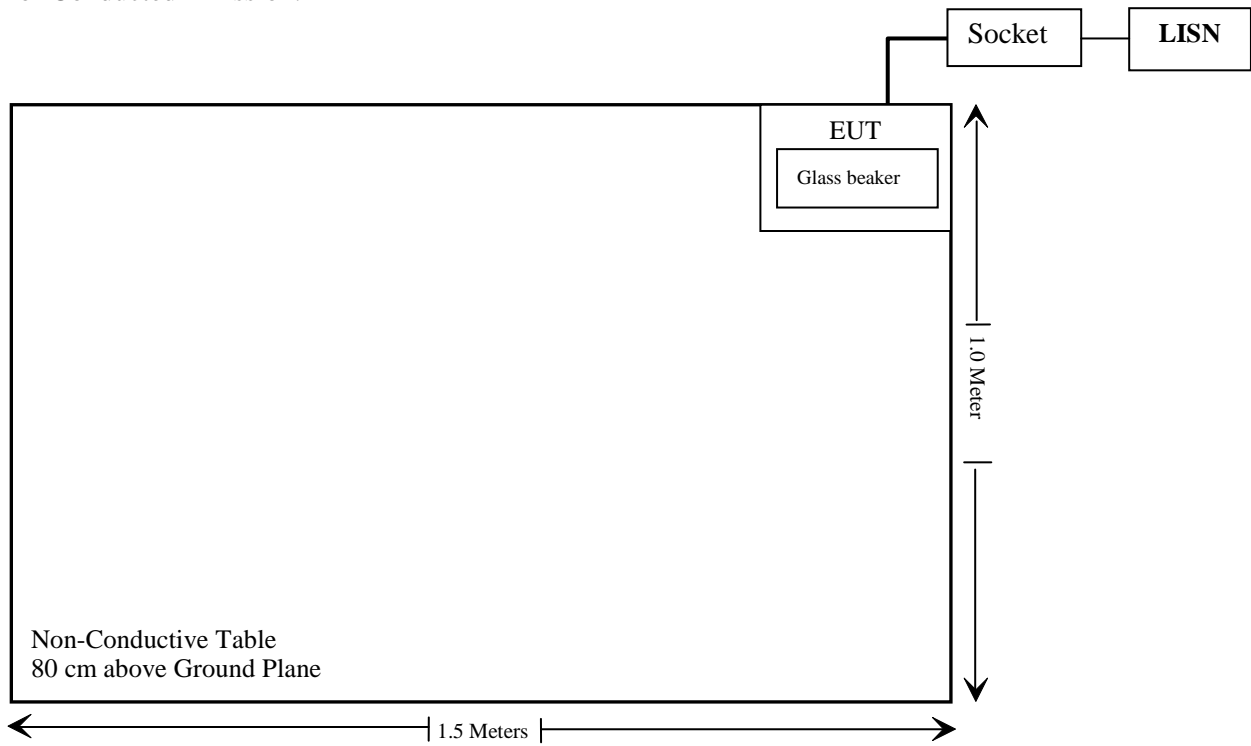 Socket
LISN
EUT
Glass beaker
1.0 Meter
Non-Conductive Table
80 cm above Ground Plane
1.5 Meters